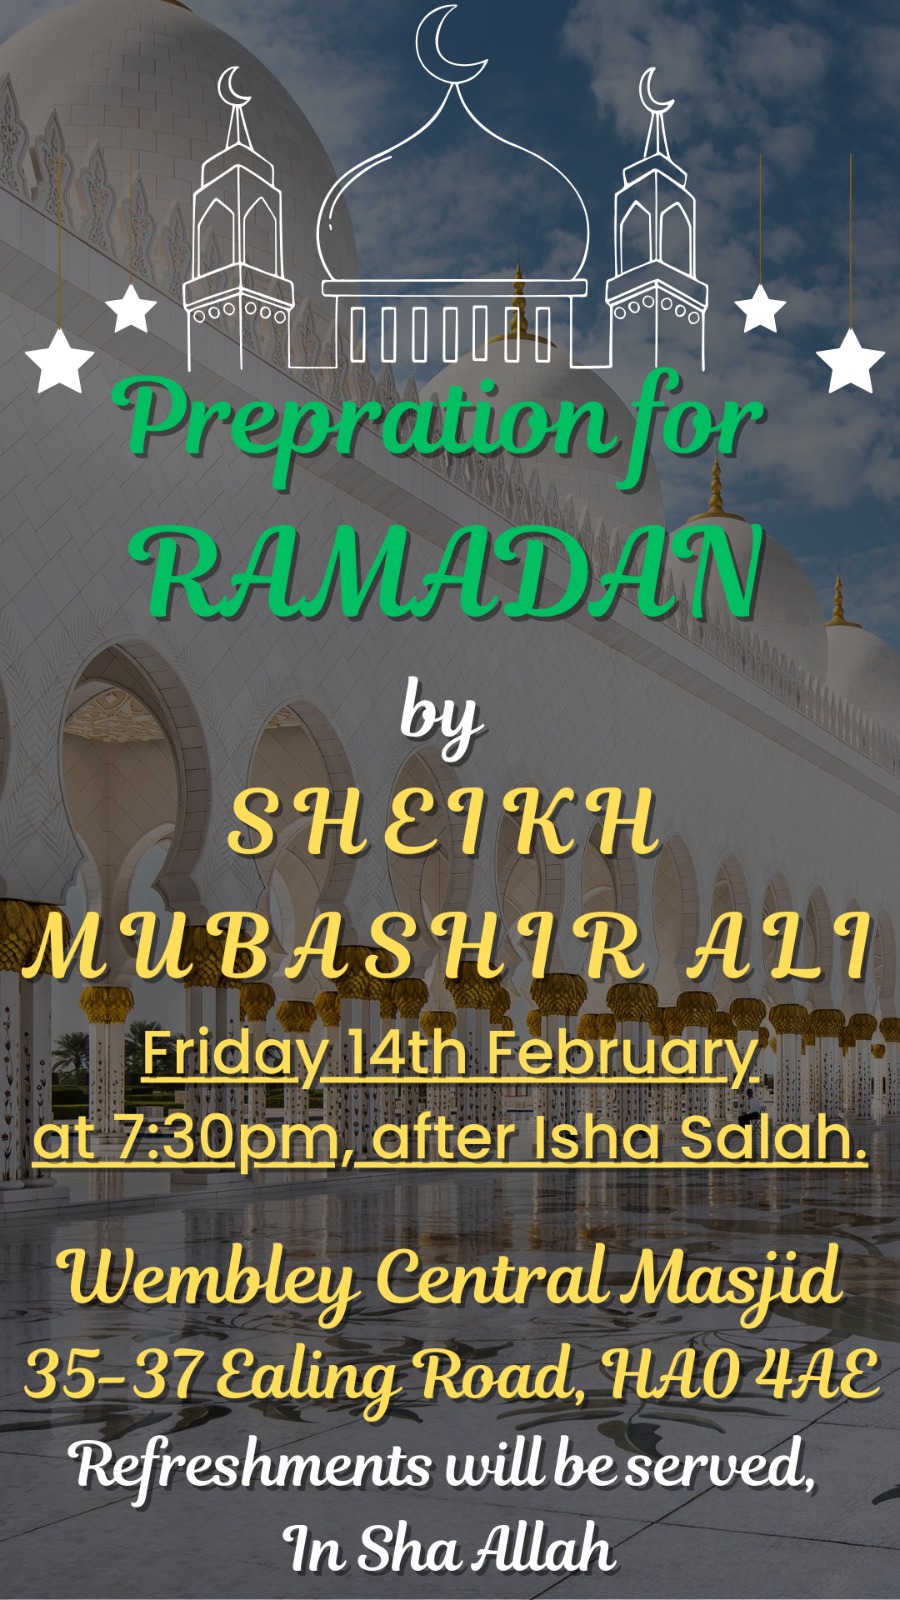 Prepration for
RAMADAN
by
SHEIKH
MUBASHIR ALI
Friday 14th February
at 7:30pm, after Isha Salah.
Wembley Central Masjid
35-37 Ealing Road, HA0 4AE
Refreshments will be served,
In Sha Allah